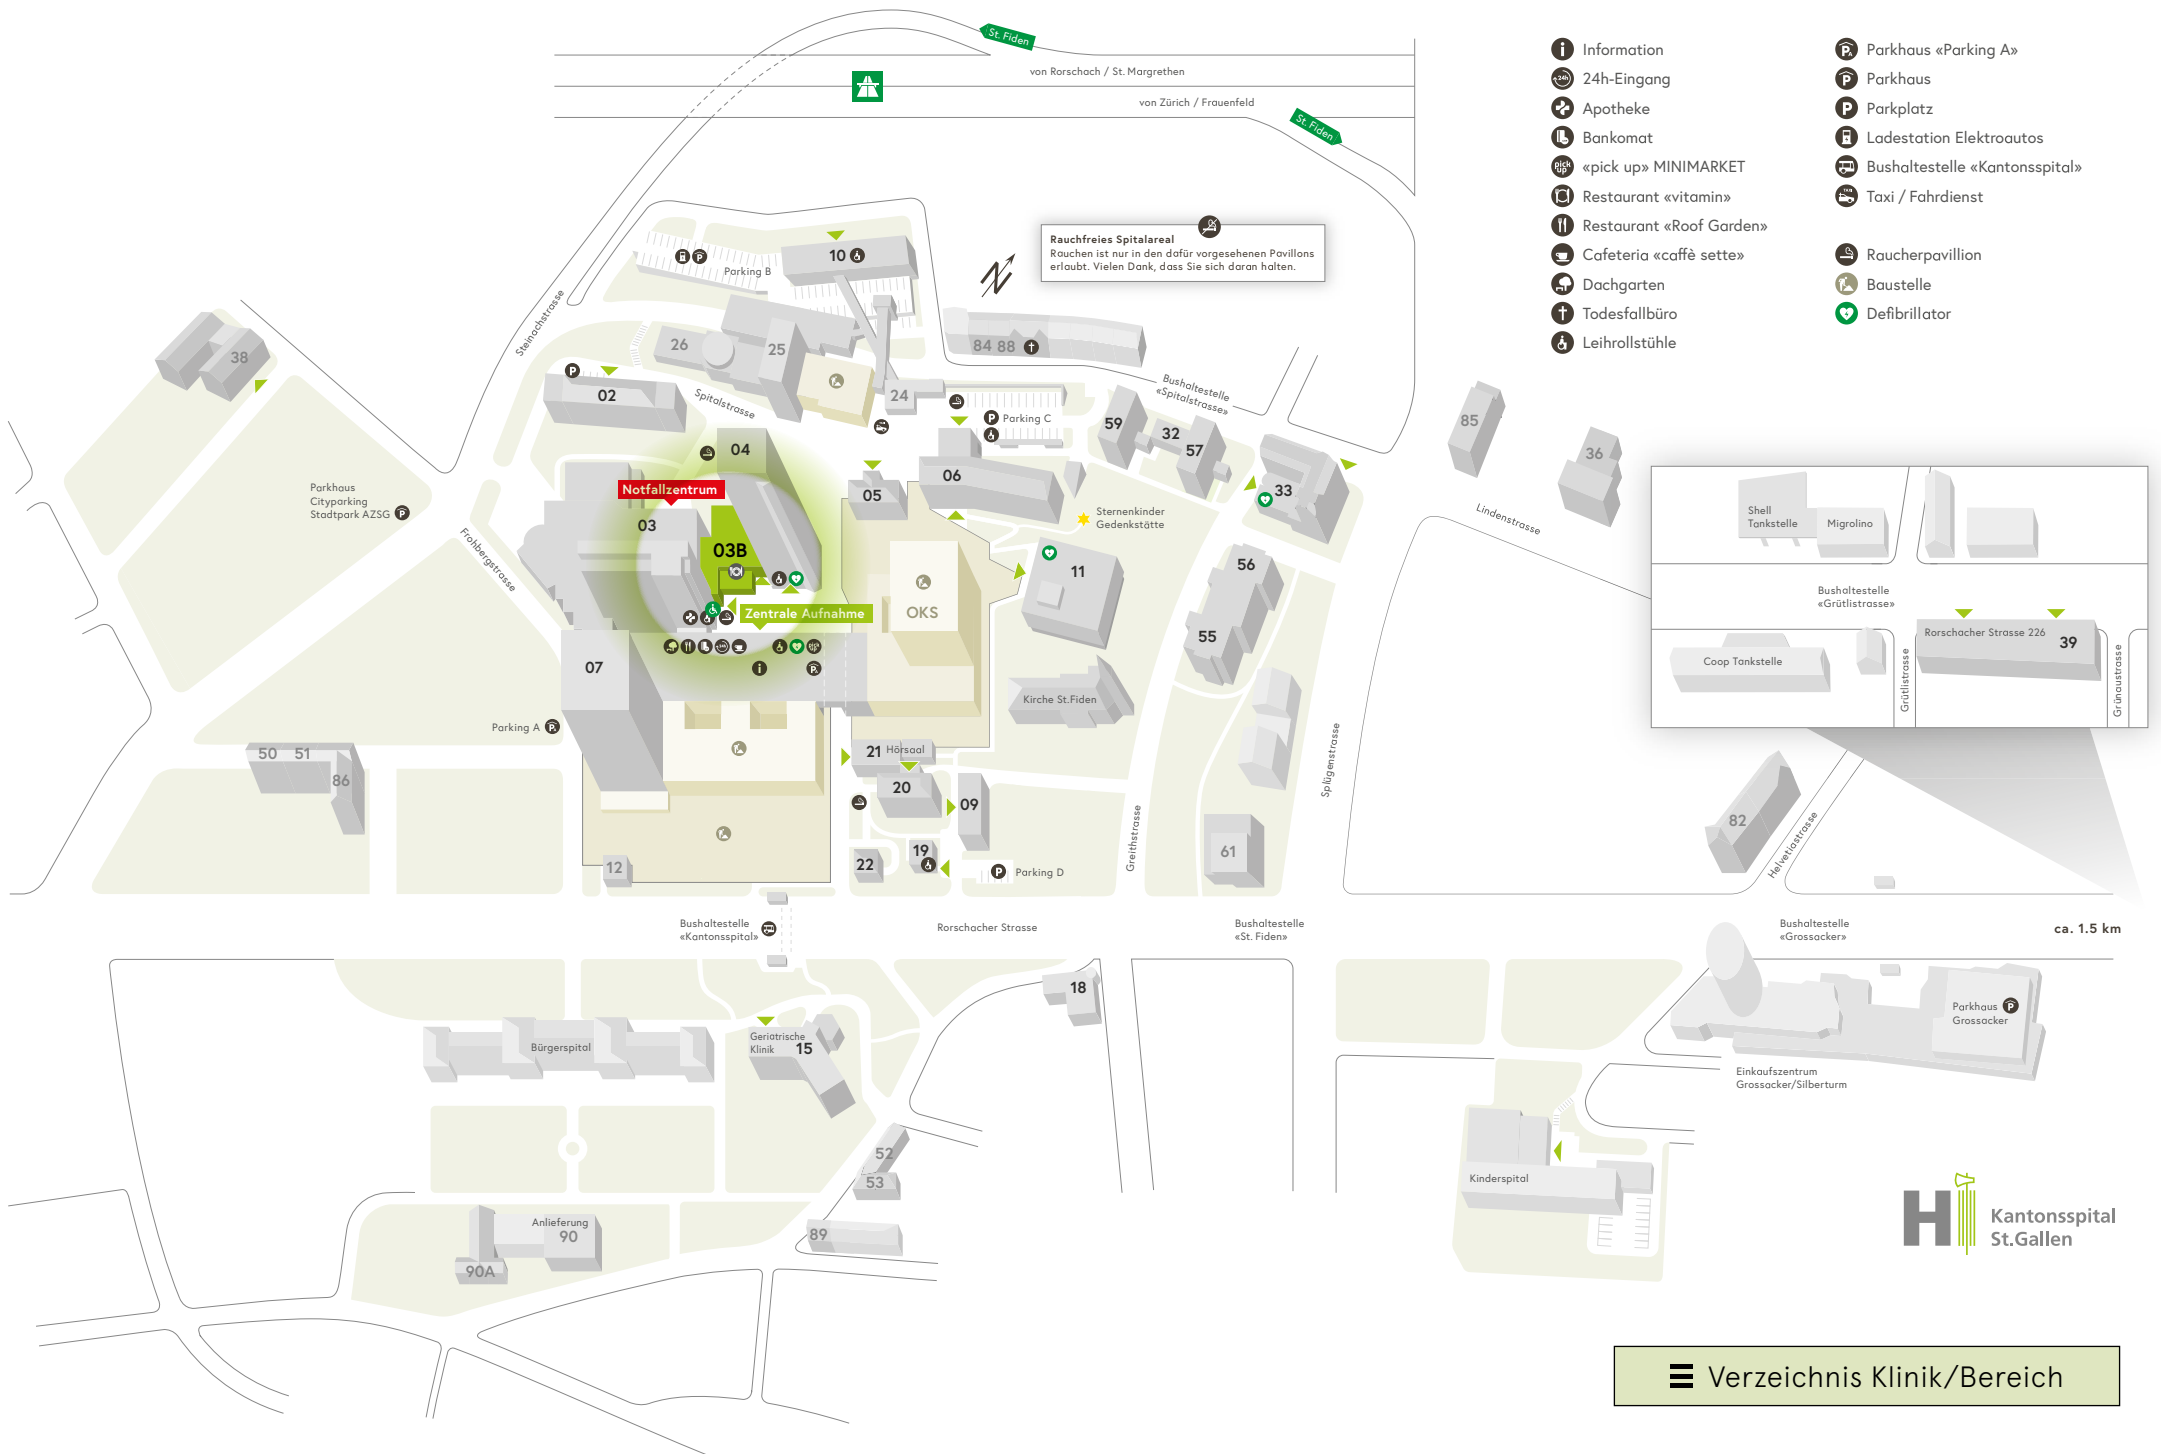 St. Fiden
von Rorschach / St. Margrethen
von Zürich / Frauenfeld
St. Fiden
Information
24h-Eingang
Apotheke
Bankomat
«pick up» MINIMARKET
Restaurant «vitamin»
Restaurant «Roof Garden»
Cafeteria «caffè sette»
Dachgarten
Todesfallbüro
Leihrollstühle
Parkhaus «Parking A»
Parkhaus
Parkplatz
Ladestation Elektroautos
Bushaltestelle «Kantonsspital»
Taxi / Fahrdienst
Raucherpavillion
Baustelle
Defibrillator
Rauchfreies Spitalareal
Rauchen ist nur in den dafür vorgesehenen Pavillons
erlaubt. Vielen Dank, dass Sie sich daran halten.
N
Steinachstrasse
Parking B
10
26
25
84 88
38
02
Spitalstrasse
24
Parking C
Bushaltestelle
«Spitalstrasse»
59
32
57
85
36
04
Notfallzentrum
03
03B
05
06
33
Lindenstrasse
Parkhaus
Cityparking
Stadtpark AZSG
Frohbergstrasse
Sternenkinder
Gedenkstätte
11
56
55
OKS
Zentrale Aufnahme
07
Kirche St.Fiden
Parking A
50 51
86
21 Hörsaal
20
09
19
22
12
Parking D
Greithstrasse
Splügenstrasse
61
82
Helvetiastrasse
Shell
Tankstelle
Migrolino
Bushaltestelle
«Grütlistrasse»
Rorschacher Strasse 226
39
Coop Tankstelle
Grütlistrasse
Grünaustrasse
Bushaltestelle
«Kantonsspital»
Rorschacher Strasse
Bushaltestelle
«St. Fiden»
Bushaltestelle
«Grossacker»
ca. 1.5 km
18
Parkhaus
Grossacker
Bürgerspital
Geriatrische
Klinik 15
Einkaufszentrum
Grossacker/Silberturm
52
53
89
Kinderspital
Anlieferung
90
90A
Kantonsspital
St.Gallen
Verzeichnis Klinik/Bereich